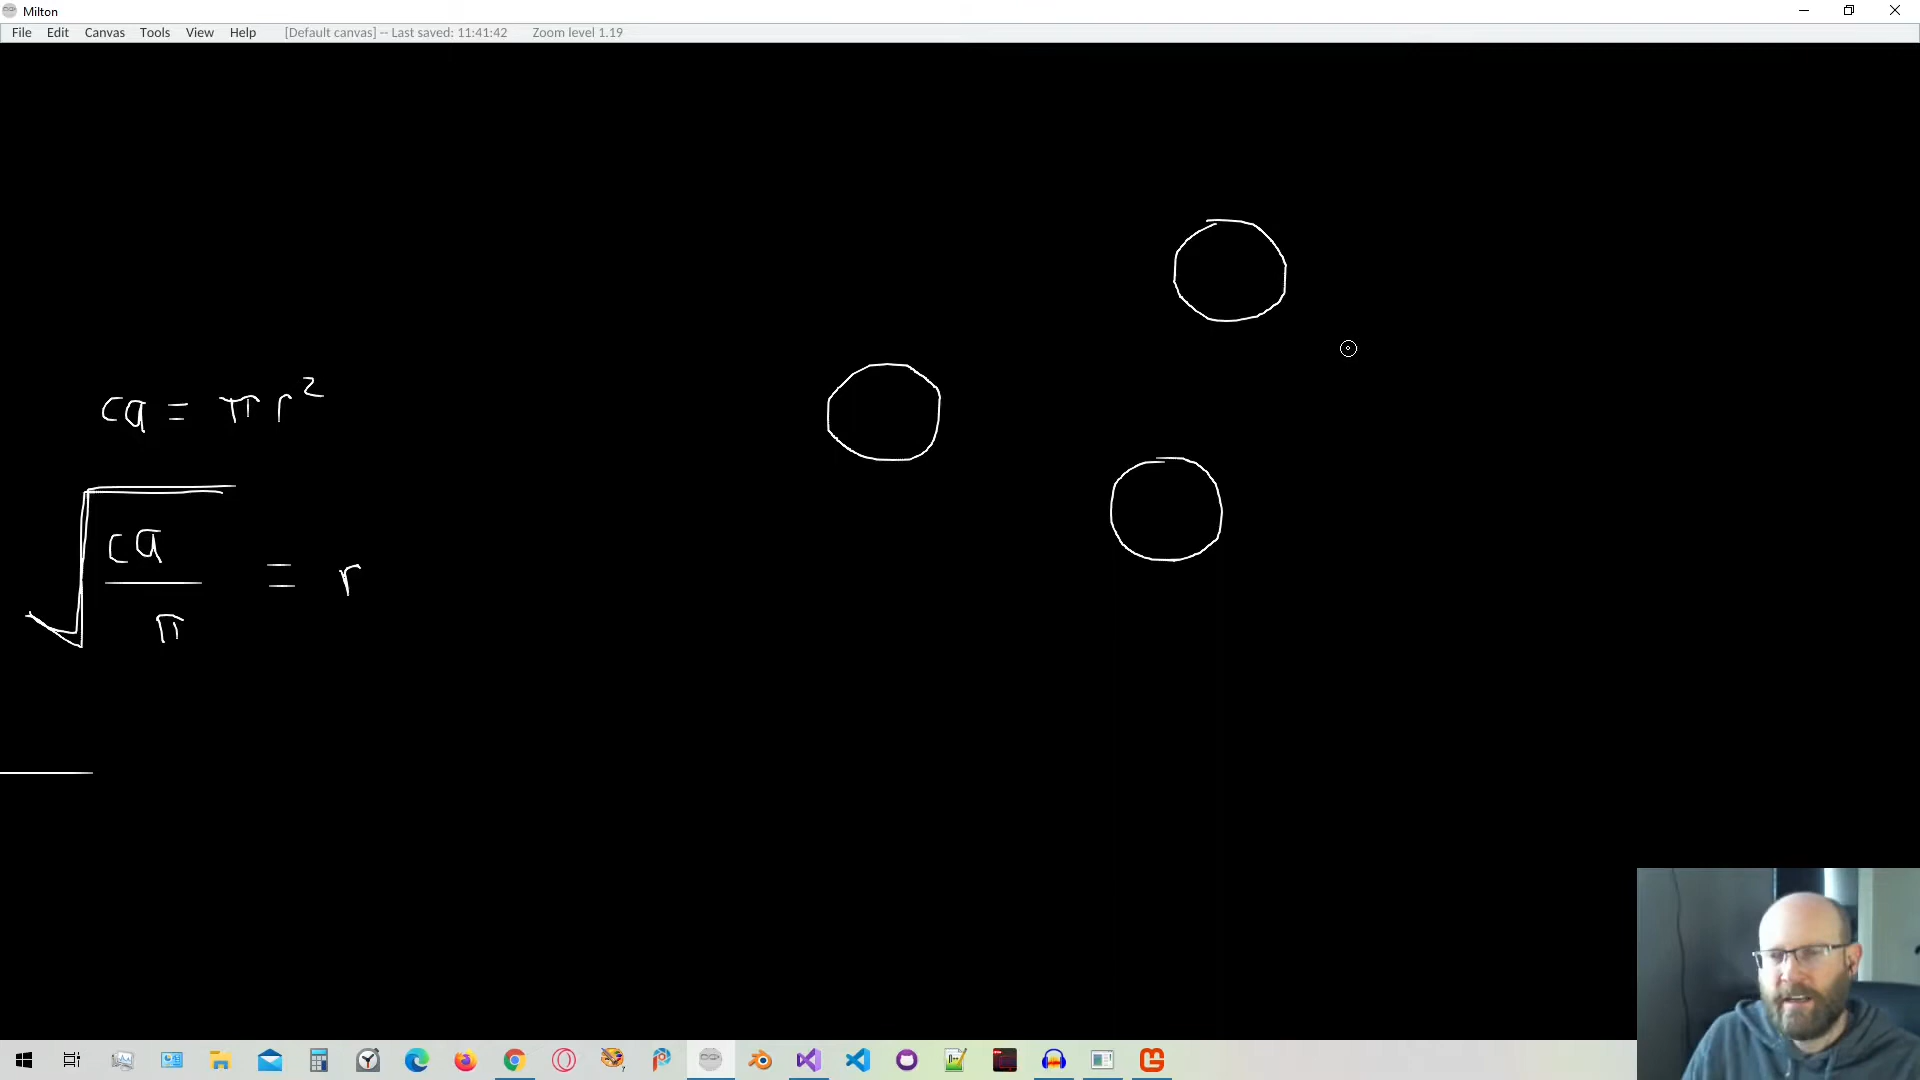 Milton
File Edit Canvas Tools View Help [Default canvas] -- Last saved: 11:41:42 Zoom level 1.19
ca = πr²
√ca/π = r